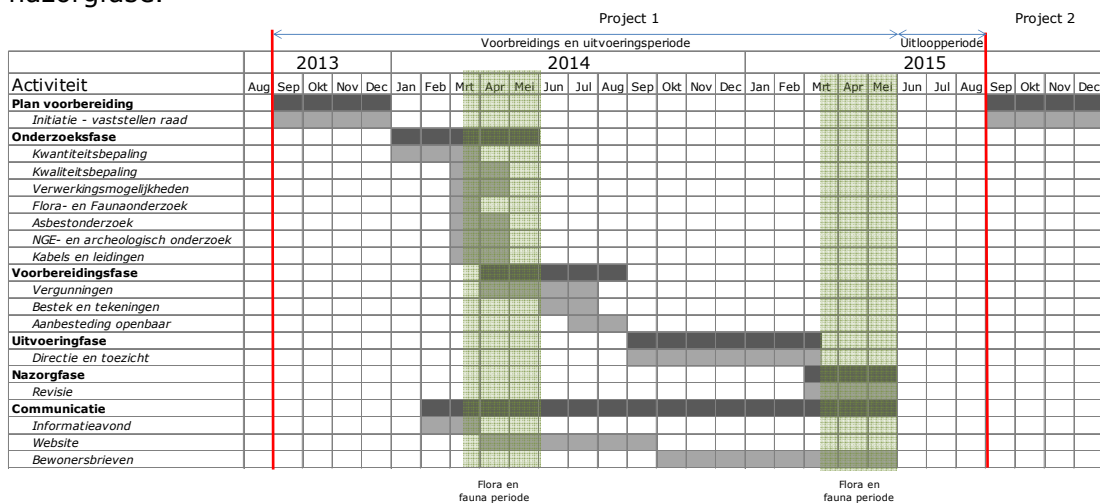 nazorgfase.
Project 1 Project 2
Voorbreidings en uitvoeringsperiode Uitloopperiode
2013 2014 2015
Activiteit Aug Sep Okt Nov Dec Jan Feb Mrt Apr Mei Jun Jul Aug Sep Okt Nov Dec Jan Feb Mrt Apr Mei Jun Jul Aug Sep Okt Nov Dec
Plan voorbereiding
Initiatie - vaststellen raad
Onderzoeksfase
Kwantiteitsbepaling
Kwaliteitsbepaling
Verwerkingsmogelijkheden
Flora- en Faunaonderzoek
Asbestonderzoek
NGE- en archeologisch onderzoek
Kabels en leidingen
Voorbereidingsfase
Vergunningen
Bestek en tekeningen
Aanbesteding openbaar
Uitvoeringfase
Directie en toezicht
Nazorgfase
Revisie
Communicatie
Informatieavond
Website
Bewonersbrieven
Flora en Flora en
fauna periode fauna periode